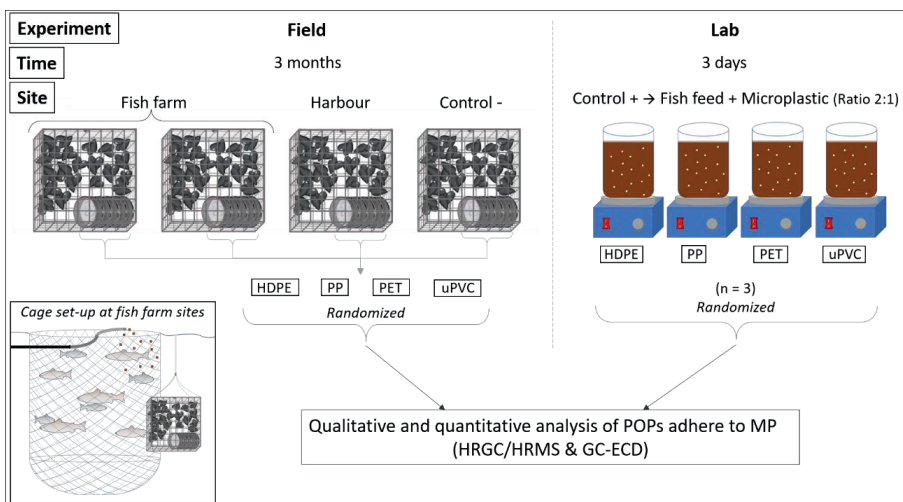 Experiment
Field
Lab
Time
3 months
3 days
Site
Fish farm
Harbour
Control -
Control + → Fish feed + Microplastic (Ratio 2:1)
HDPE
PP
PET
uPVC
HDPE
PP
PET
uPVC
(n = 3)
Randomized
Randomized
Cage set-up at fish farm sites
Qualitative and quantitative analysis of POPs adhere to MP
(HRGC/HRMS & GC-ECD)